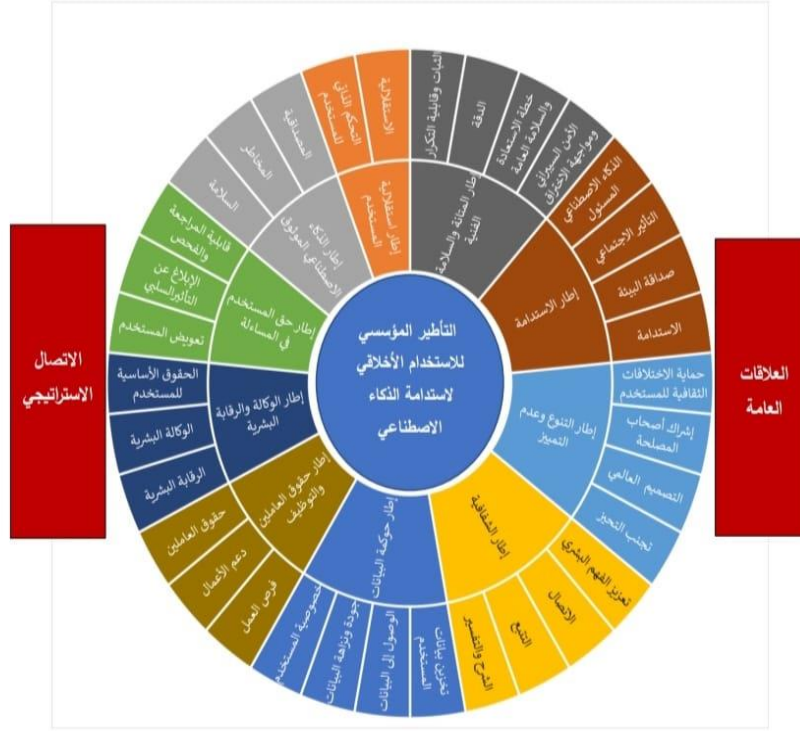 العلاقات
العامة
الاتصال
الاستراتيجي
التأطير المؤسسي
للاستخدام الأخلاقي
لاستدامة الذكاء
الاصطناعي
إطار المتانة والسلامة
الفنية
الثبات وقابلية التكرار
الدقة
خطة الاستعادة
والسلامة العامة
الأمن السيبراني
ومواجهة الاختراق
إطار الاستدامة
الذكاء الاصطناعي
المسئول
التأثير الاجتماعي
صداقة البيئة
الاستدامة
إطار التنوع وعدم
التمييز
حماية الاختلافات
الثقافية للمستخدم
إشراك أصحاب
المصلحة
التصميم العالمي
تجنب التحيز
إطار الشفافية
تعزيز الفهم البشري
الاتصال
التتبع
الشرح والتفسير
إطار حوكمة البيانات
تخزين بيانات
المستخدم
الوصول إلى البيانات
جودة ونزاهة البيانات
خصوصية المستخدم
إطار حقوق العاملين
والتوظيف
فرص العمل
دعم الأعمال
حقوق العاملين
إطار الوكالة والرقابة
البشرية
الرقابة البشرية
الوكالة البشرية
الحقوق الأساسية
للمستخدم
إطار حق المستخدم
في المساءلة
تعويض المستخدم
الإبلاغ عن
التأثيرالسلبي
قابلية المراجعة
والفحص
إطار الذكاء
الاصطناعي الموثوق
السلامة
المخاطر
المصداقية
إطار استقلالية
المستخدم
التحكم الذاتي
للمستخدم
الاستقلالية